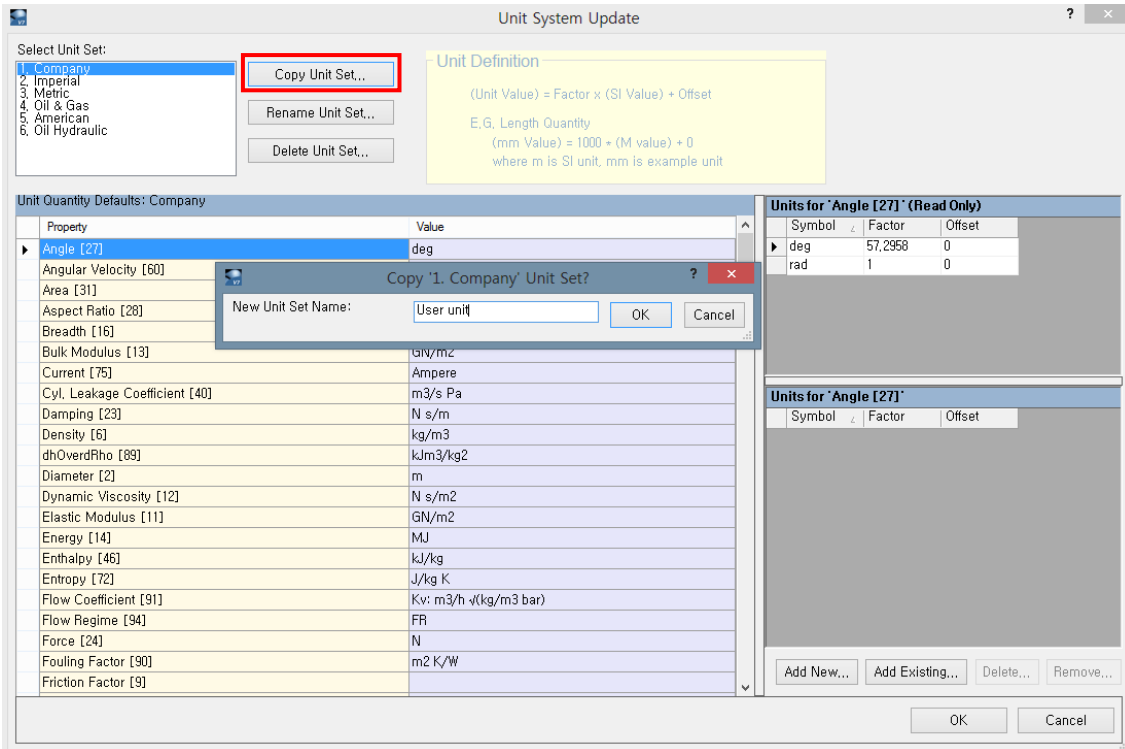 Unit System Update
?
Select Unit Set:
1, Company
2, Imperial
3, Metric
4, Oil & Gas
5, American
6, Oil Hydraulic
Copy Unit Set,,,
Rename Unit Set,,,
Delete Unit Set,,,
Unit Definition
(Unit Value) = Factor x (SI Value) + Offset
E,G, Length Quantity
(mm Value) = 1000 * (M value) + 0
where m is SI unit, mm is example unit
Unit Quantity Defaults: Company
Property Value
Angle [27] deg
Angular Velocity [60]
Area [31]
Aspect Ratio [28]
Breadth [16]
Bulk Modulus [13] GN/m2
Current [75] Ampere
Cyl, Leakage Coefficient [40] m3/s Pa
Damping [23] N s/m
Density [6] kg/m3
dhOverdRho [89] kJm3/kg2
Diameter [2] m
Dynamic Viscosity [12] N s/m2
Elastic Modulus [11] GN/m2
Energy [14] MJ
Enthalpy [46] kJ/kg
Entropy [72] J/kg K
Flow Coefficient [91] Kv: m3/h √(kg/m3 bar)
Flow Regime [94] FR
Force [24] N
Fouling Factor [90] m2 K/W
Friction Factor [9]
Copy '1. Company' Unit Set?
?
New Unit Set Name: User unit OK Cancel
Units for 'Angle [27]' (Read Only)
Symbol Factor Offset
deg 57,2958 0
rad 1 0
Units for 'Angle [27]'
Symbol Factor Offset
Add New,,, Add Existing,,, Delete,,, Remove,,,
OK Cancel